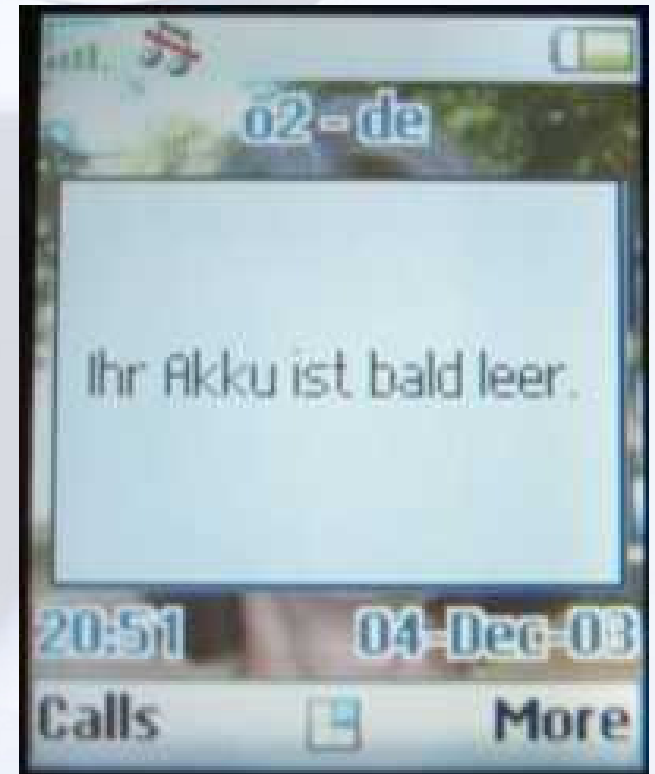 o2 - de
Ihr Akku ist bald leer.
20:51 04-Dec-03
Calls More